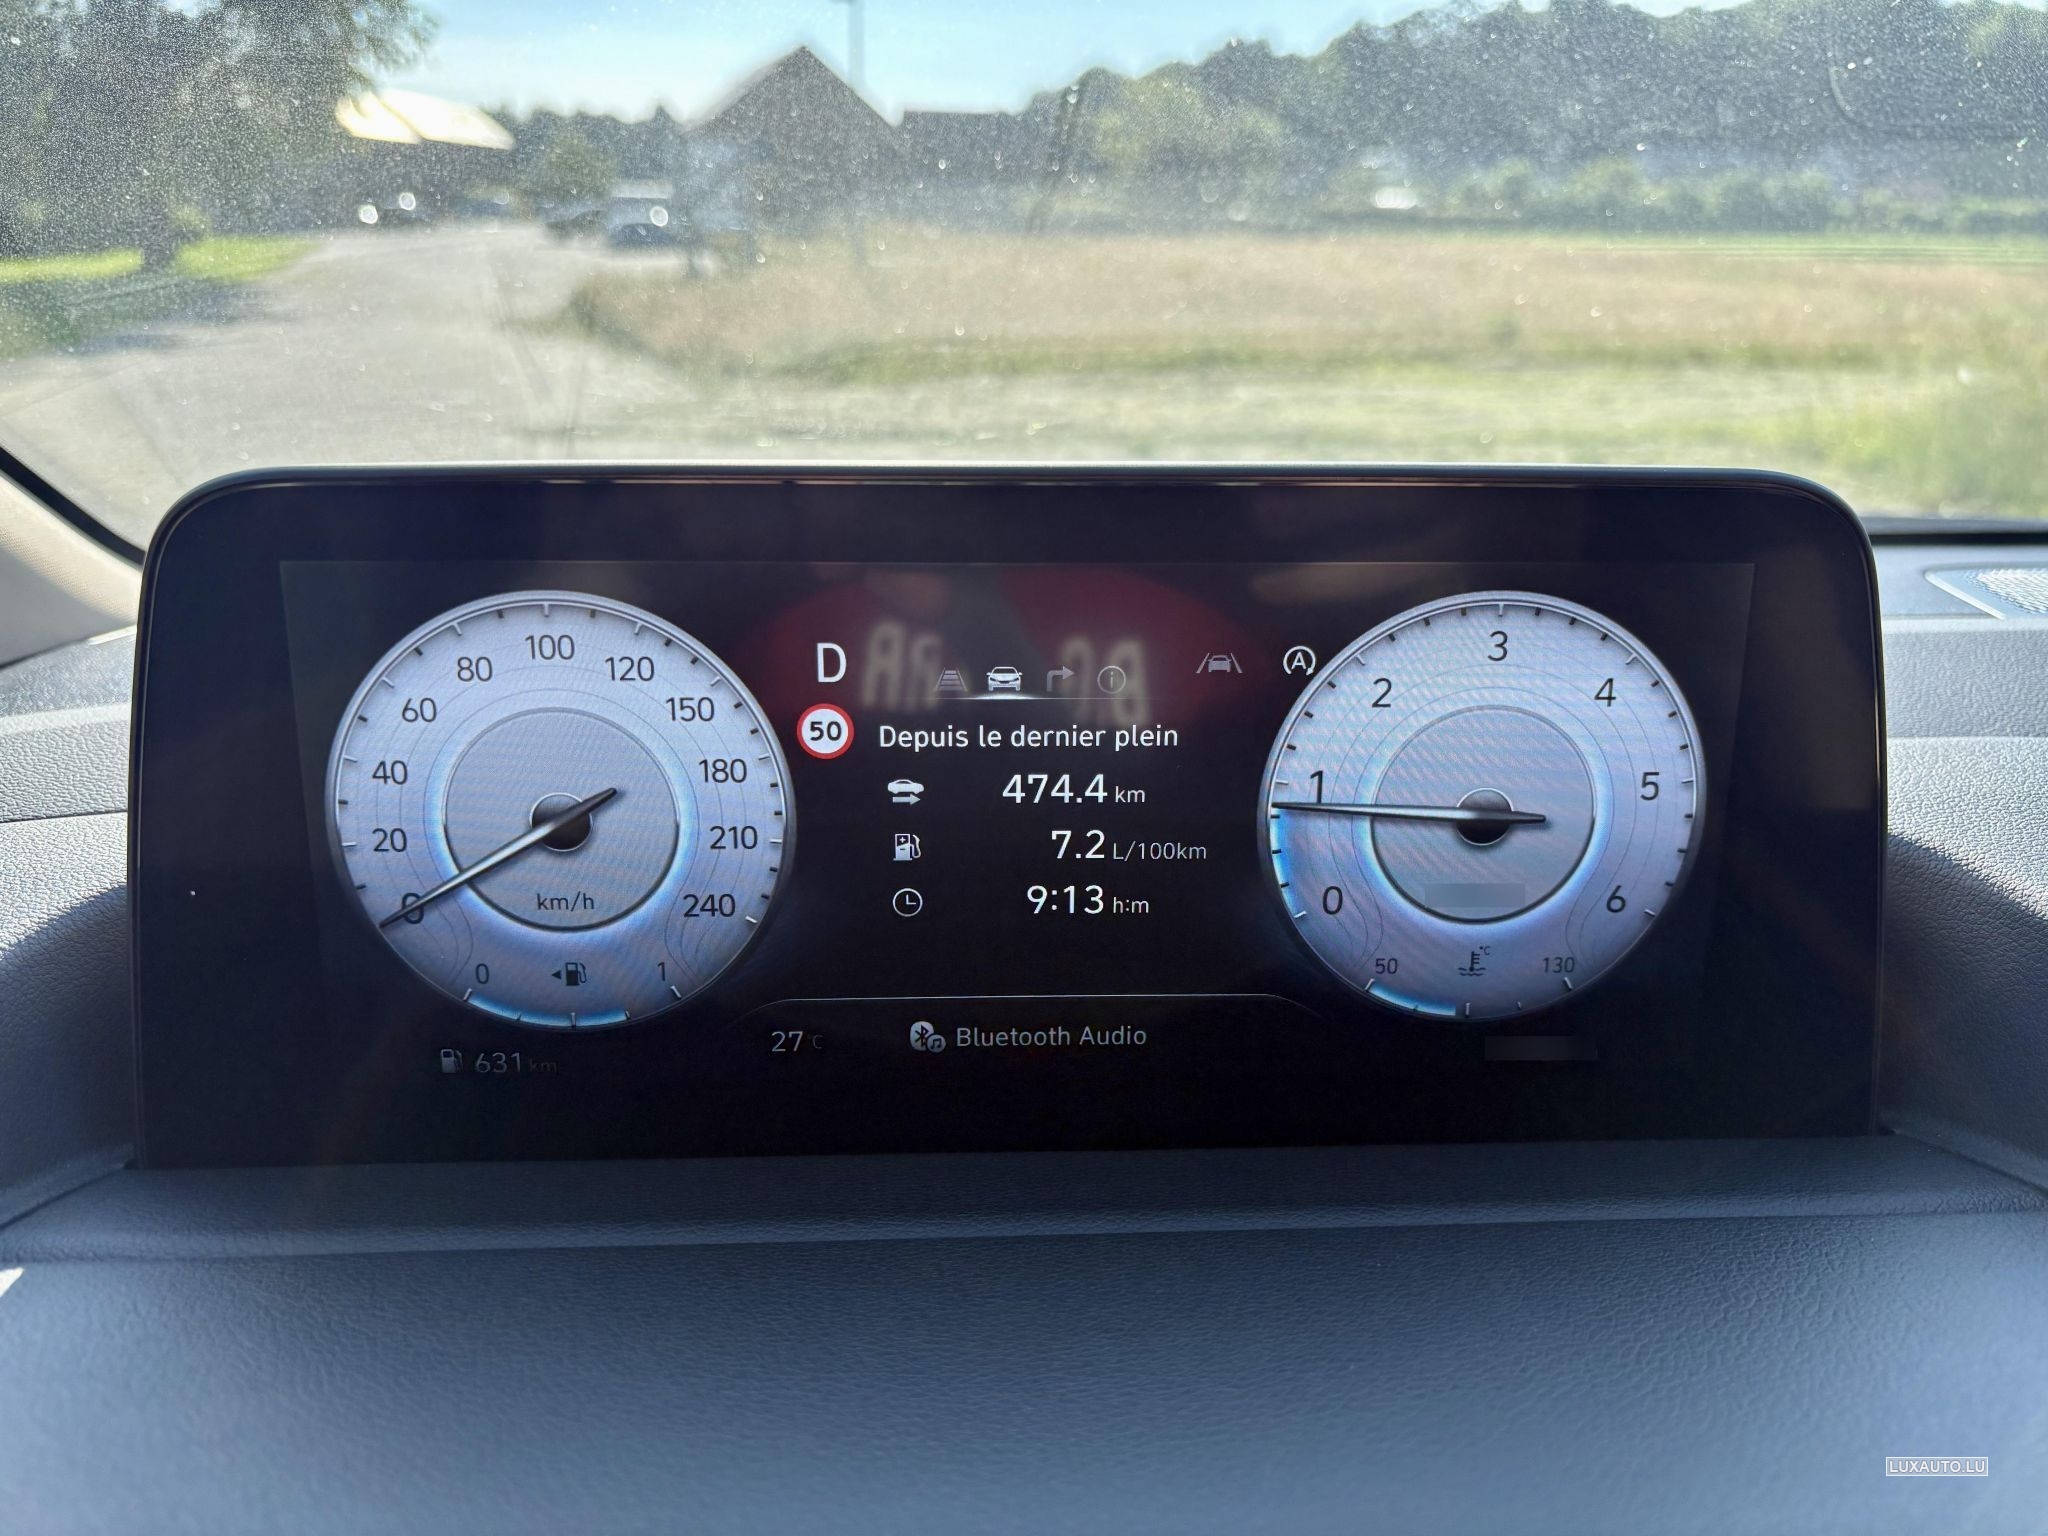 0
20
40
60
80
100
120
150
180
210
240
km/h
0
1
631 km
D
50
Depuis le dernier plein
474.4 km
7.2 L/100km
9:13 h:m
27°C
Bluetooth Audio
A
0
1
2
3
4
5
6
50
°C
130
LUXAUTO.LU